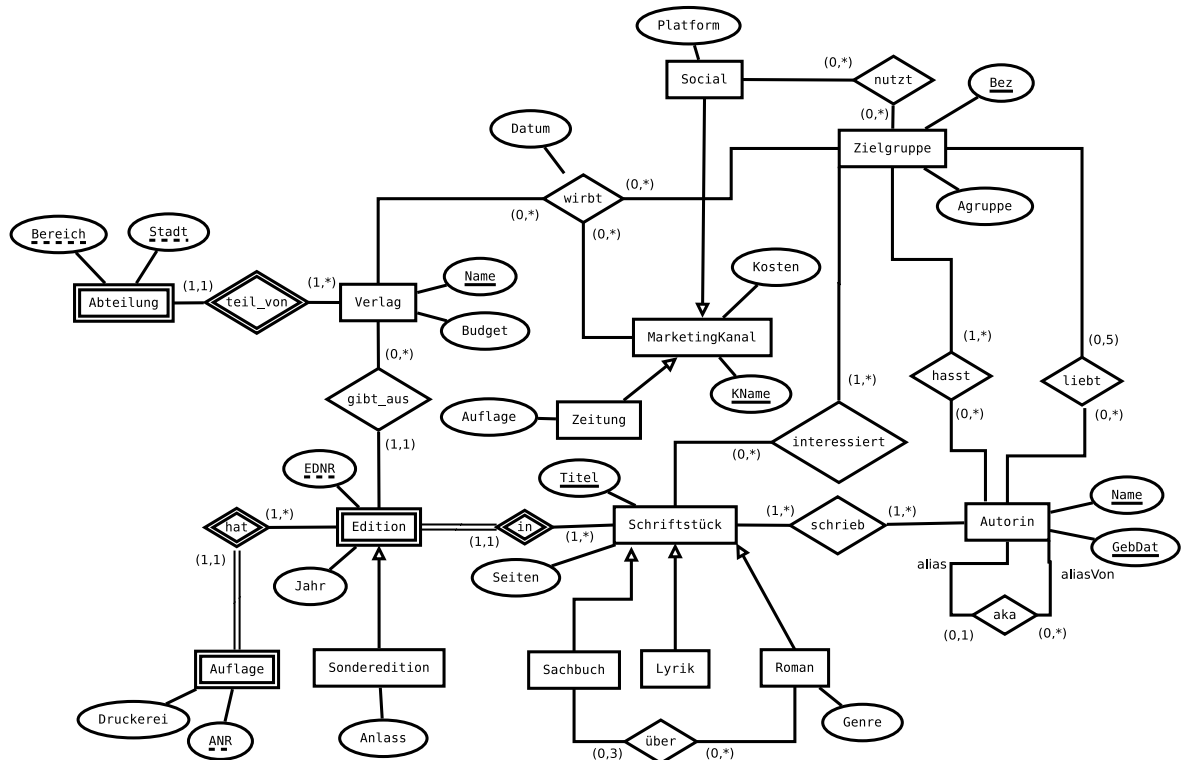 Platform
Social
(0,*)
nutzt
Bez
(0,*)
Datum
Zielgruppe
wirbt
(0,*)
(0,*)
(0,*)
Agruppe
Bereich
Stadt
Kosten
Name
(1,1)
teil_von
(1,*)
Abteilung
Verlag
Budget
MarketingKanal
(0,*)
(1,*)
(0,5)
hasst
liebt
KName
(1,*)
gibt_aus
Auflage
Zeitung
(0,*)
(0,*)
(1,1)
interessiert
(0,*)
EDNR
Titel
Name
(1,*)
hat
Edition
in
(1,*)
Schriftstück
(1,*)
schrieb
(1,*)
Autorin
(1,1)
(1,1)
GebDat
alias
aliasVon
Seiten
Jahr
aka
(0,1)
(0,*)
Auflage
Sonderedition
Sachbuch
Lyrik
Roman
Druckerei
ANR
Anlass
Genre
(0,3)
über
(0,*)